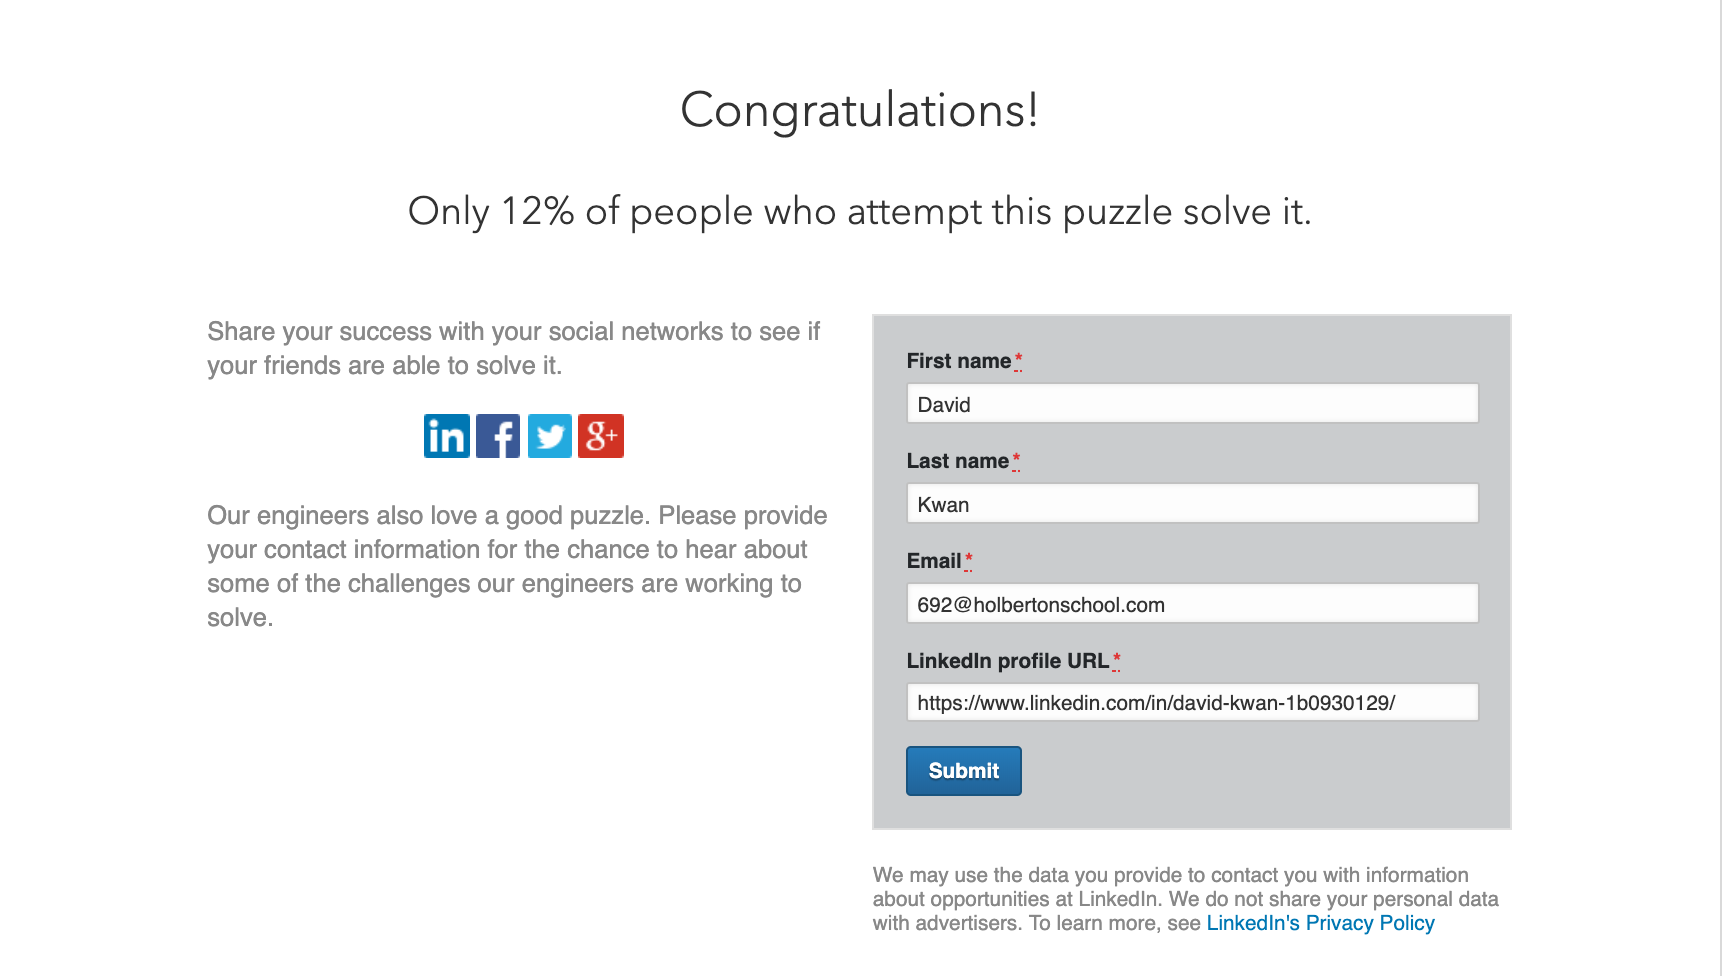 Congratulations!
Only 12% of people who attempt this puzzle solve it.
Share your success with your social networks to see if
your friends are able to solve it.
in f g+
Our engineers also love a good puzzle. Please provide
your contact information for the chance to hear about
some of the challenges our engineers are working to
solve.
First name*
David
Last name*
Kwan
Email*
692@holbertonschool.com
LinkedIn profile URL*
https://www.linkedin.com/in/david-kwan-1b0930129/
Submit
We may use the data you provide to contact you with information
about opportunities at LinkedIn. We do not share your personal data
with advertisers. To learn more, see LinkedIn's Privacy Policy